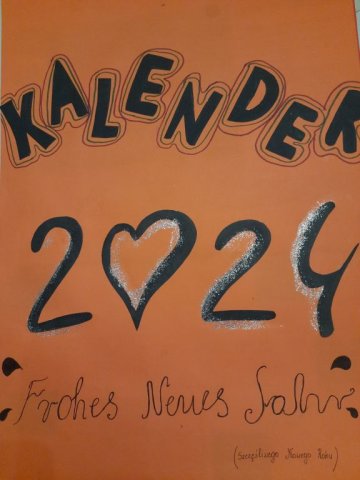 KALENDER
2024
Frohes Neues Jahr
(Szczęśliwego Nowego Roku)